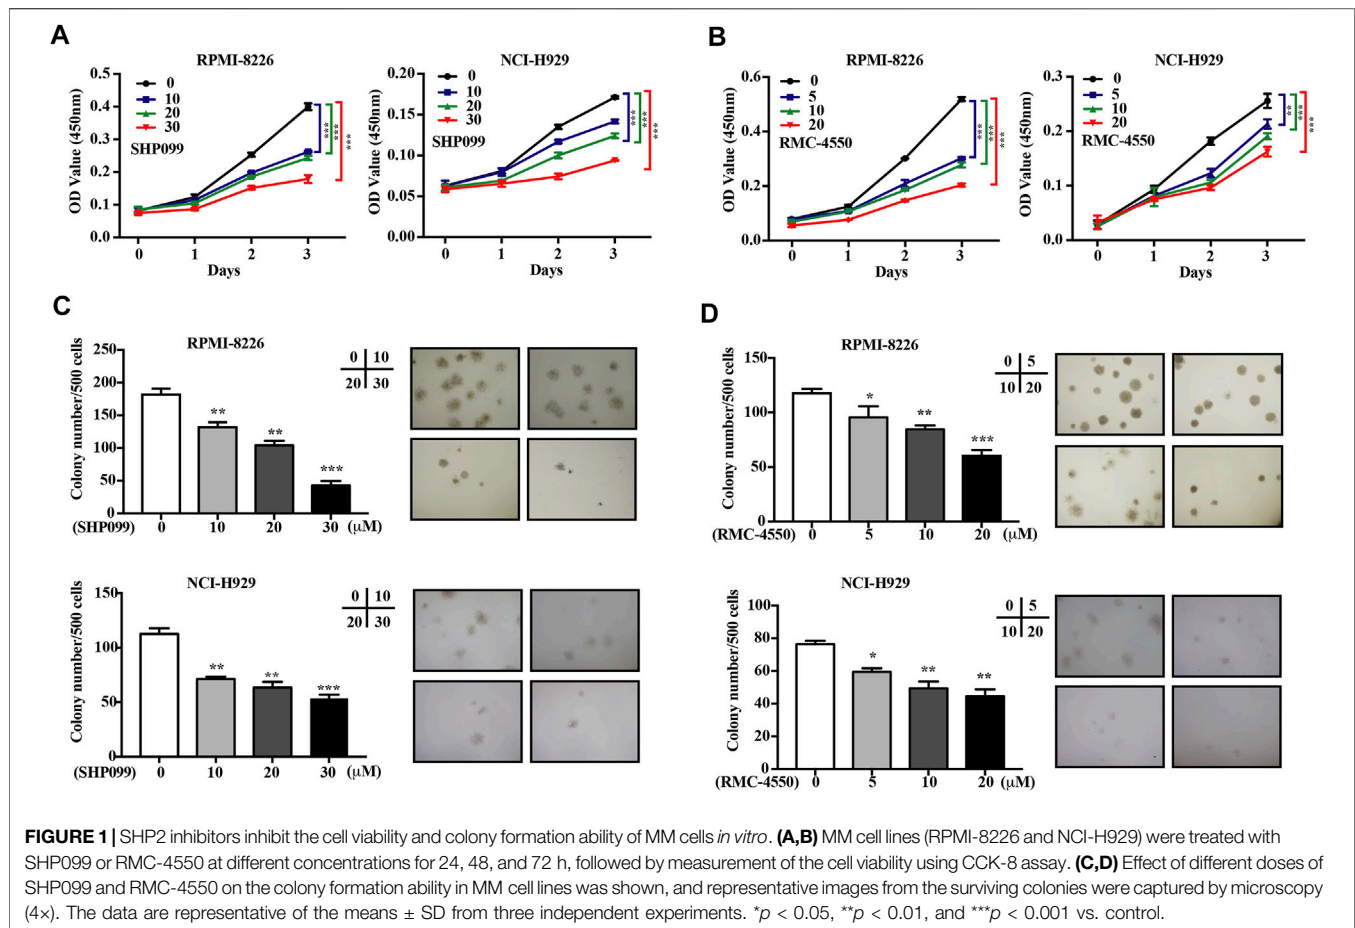 A
RPMI-8226
OD Value (450nm)
0.5
0.4
0.3
0.2
0.1
0.0
0
10
20
30
SHP099
***
***
***
0 1 2 3
Days
NCI-H929
OD Value (450nm)
0.20
0.15
0.10
0.05
0.00
0
10
20
30
SHP099
***
***
***
0 1 2 3
Days
B
RPMI-8226
OD Value (450nm)
0.6
0.4
0.2
0.0
0
5
10
20
RMC-4550
***
***
***
0 1 2 3
Days
NCI-H929
OD Value (450nm)
0.3
0.2
0.1
0.0
0
5
10
20
RMC-4550
**
***
***
0 1 2 3
Days
C
RPMI-8226
Colony number/500 cells
250
200
150
100
50
0
** ** ***
(SHP099) 0 10 20 30 (μM)
0 10
20 30
NCI-H929
Colony number/500 cells
150
100
50
0
** ** ***
(SHP099) 0 10 20 30 (μM)
0 10
20 30
D
RPMI-8226
Colony number/500 cells
150
100
50
0
* ** ***
(RMC-4550) 0 5 10 20 (μM)
0 5
10 20
NCI-H929
Colony number/500 cells
100
80
60
40
20
0
* ** **
(RMC-4550) 0 5 10 20 (μM)
0 5
10 20
FIGURE 1 | SHP2 inhibitors inhibit the cell viability and colony formation ability of MM cells in vitro. (A,B) MM cell lines (RPMI-8226 and NCI-H929) were treated with
SHP099 or RMC-4550 at different concentrations for 24, 48, and 72 h, followed by measurement of the cell viability using CCK-8 assay. (C,D) Effect of different doses of
SHP099 and RMC-4550 on the colony formation ability in MM cell lines was shown, and representative images from the surviving colonies were captured by microscopy
(4×). The data are representative of the means ± SD from three independent experiments. *p < 0.05, **p < 0.01, and ***p < 0.001 vs. control.